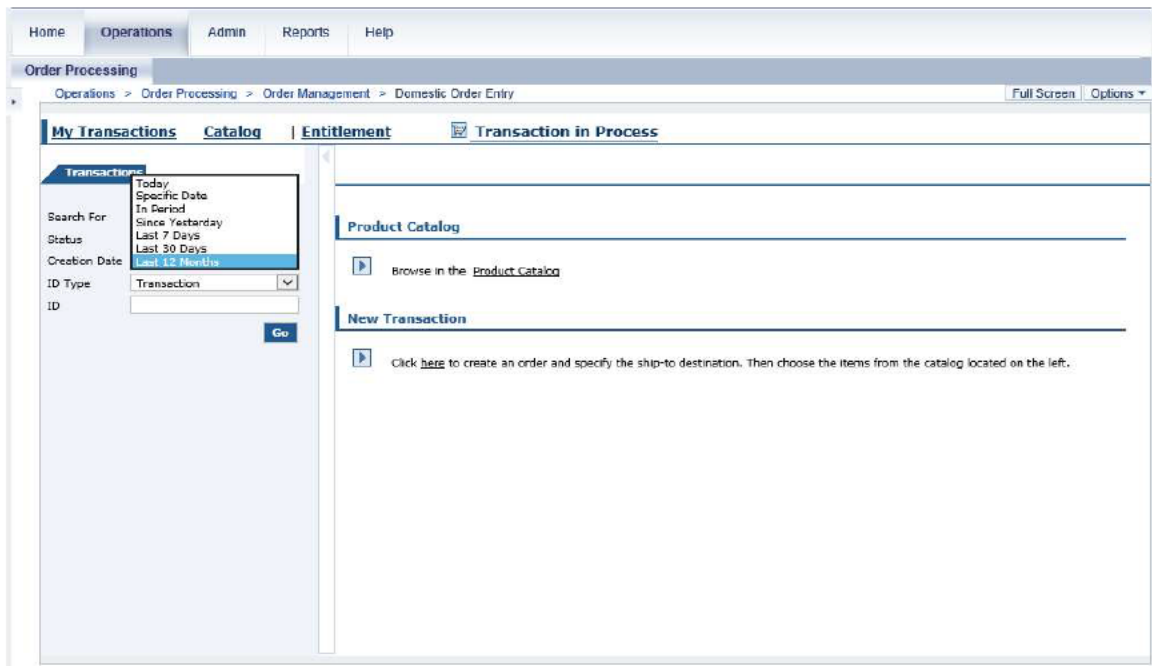 Home Operations Admin Reports Help
Order Processing
Operations > Order Processing > Order Management > Domestic Order Entry Full Screen Options
My Transactions Catalog | Entitlement Transaction in Process
Transactions
Today
Specific Date
In Period
Since Yesterday
Last 7 Days
Last 30 Days
Last 12 Months
Search For
Status
Creation Date
ID Type Transaction
ID
Go
Product Catalog
Browse in the Product Catalog
New Transaction
Click here to create an order and specify the ship-to destination. Then choose the items from the catalog located on the left.